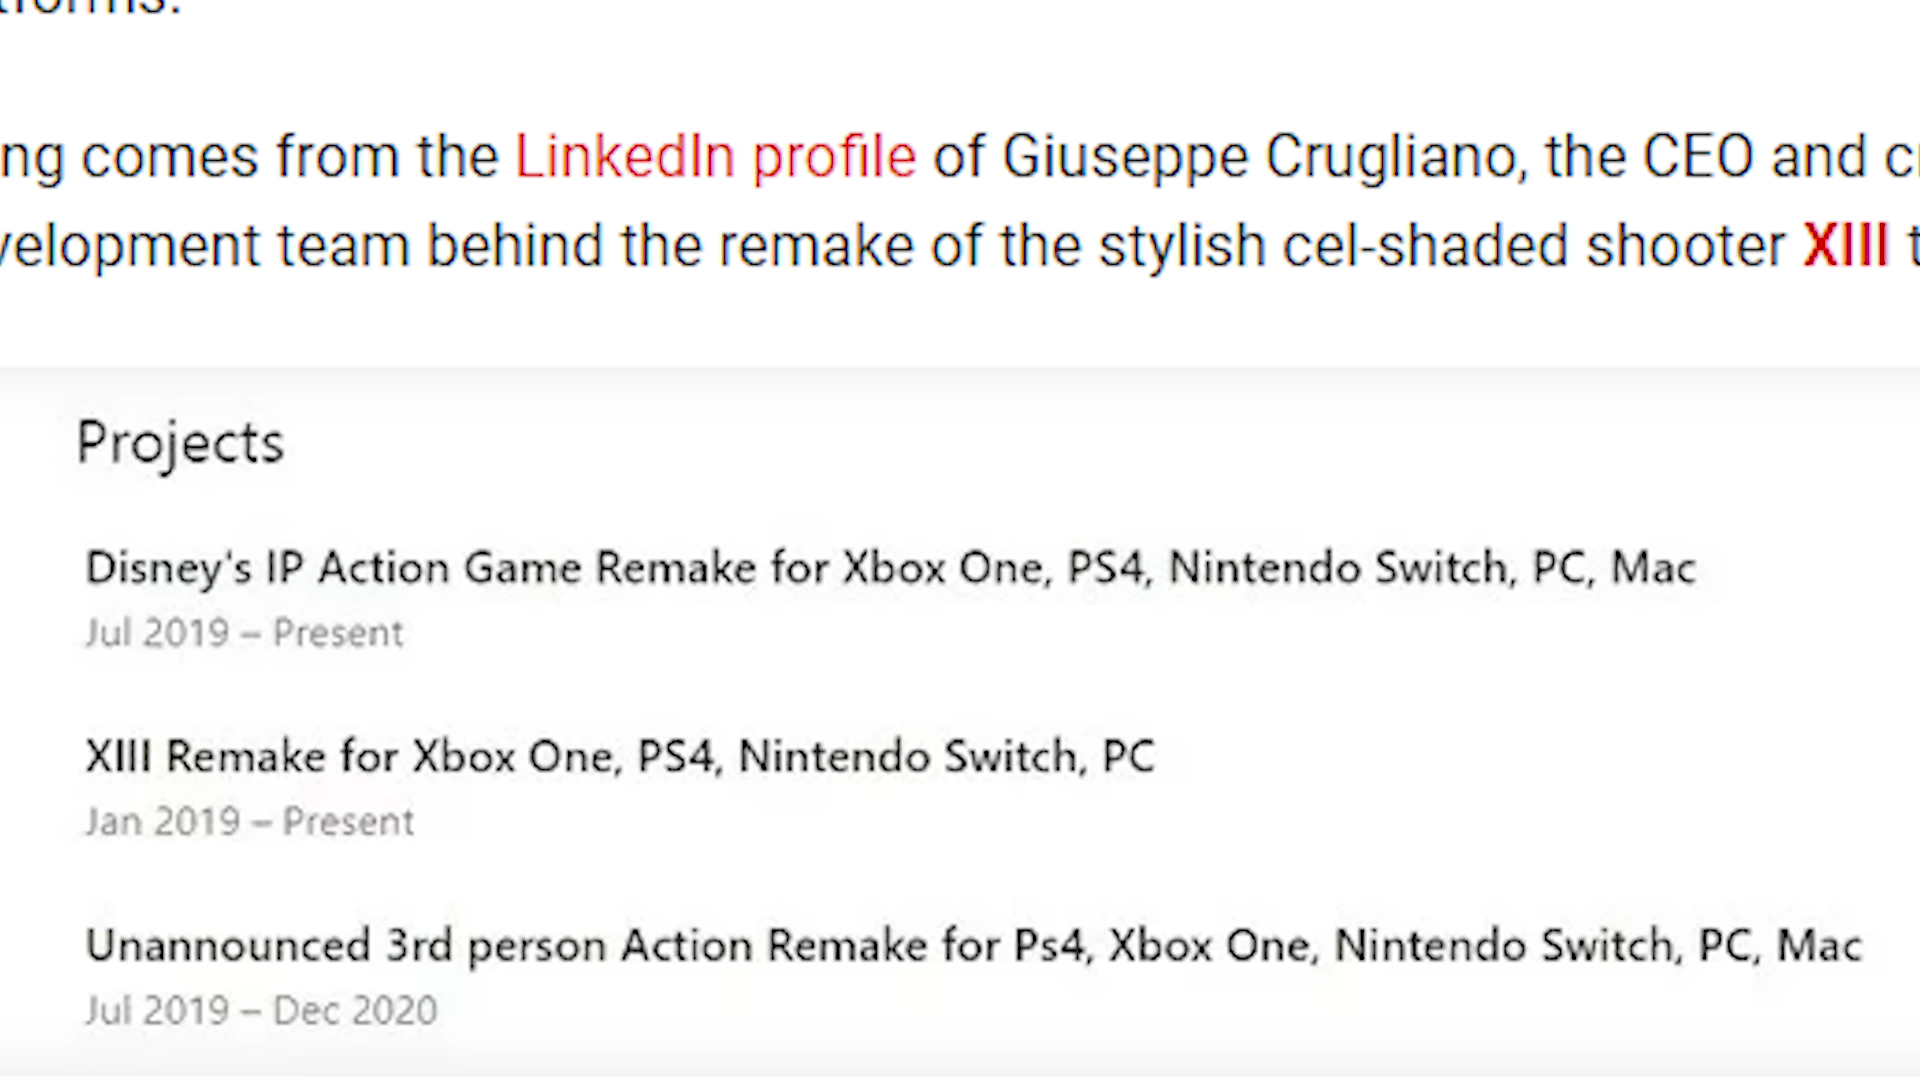 comes from the LinkedIn profile of Giuseppe Crugliano, the CEO and
team behind the remake of the stylish cel-shaded shooter XIII
Projects
Disney's IP Action Game Remake for Xbox One, PS4, Nintendo Switch, PC, Mac
Jul 2019 – Present
XIII Remake for Xbox One, PS4, Nintendo Switch, PC
Jan 2019 – Present
Unannounced 3rd person Action Remake for Ps4, Xbox One, Nintendo Switch, PC, Mac
Jul 2019 – Dec 2020